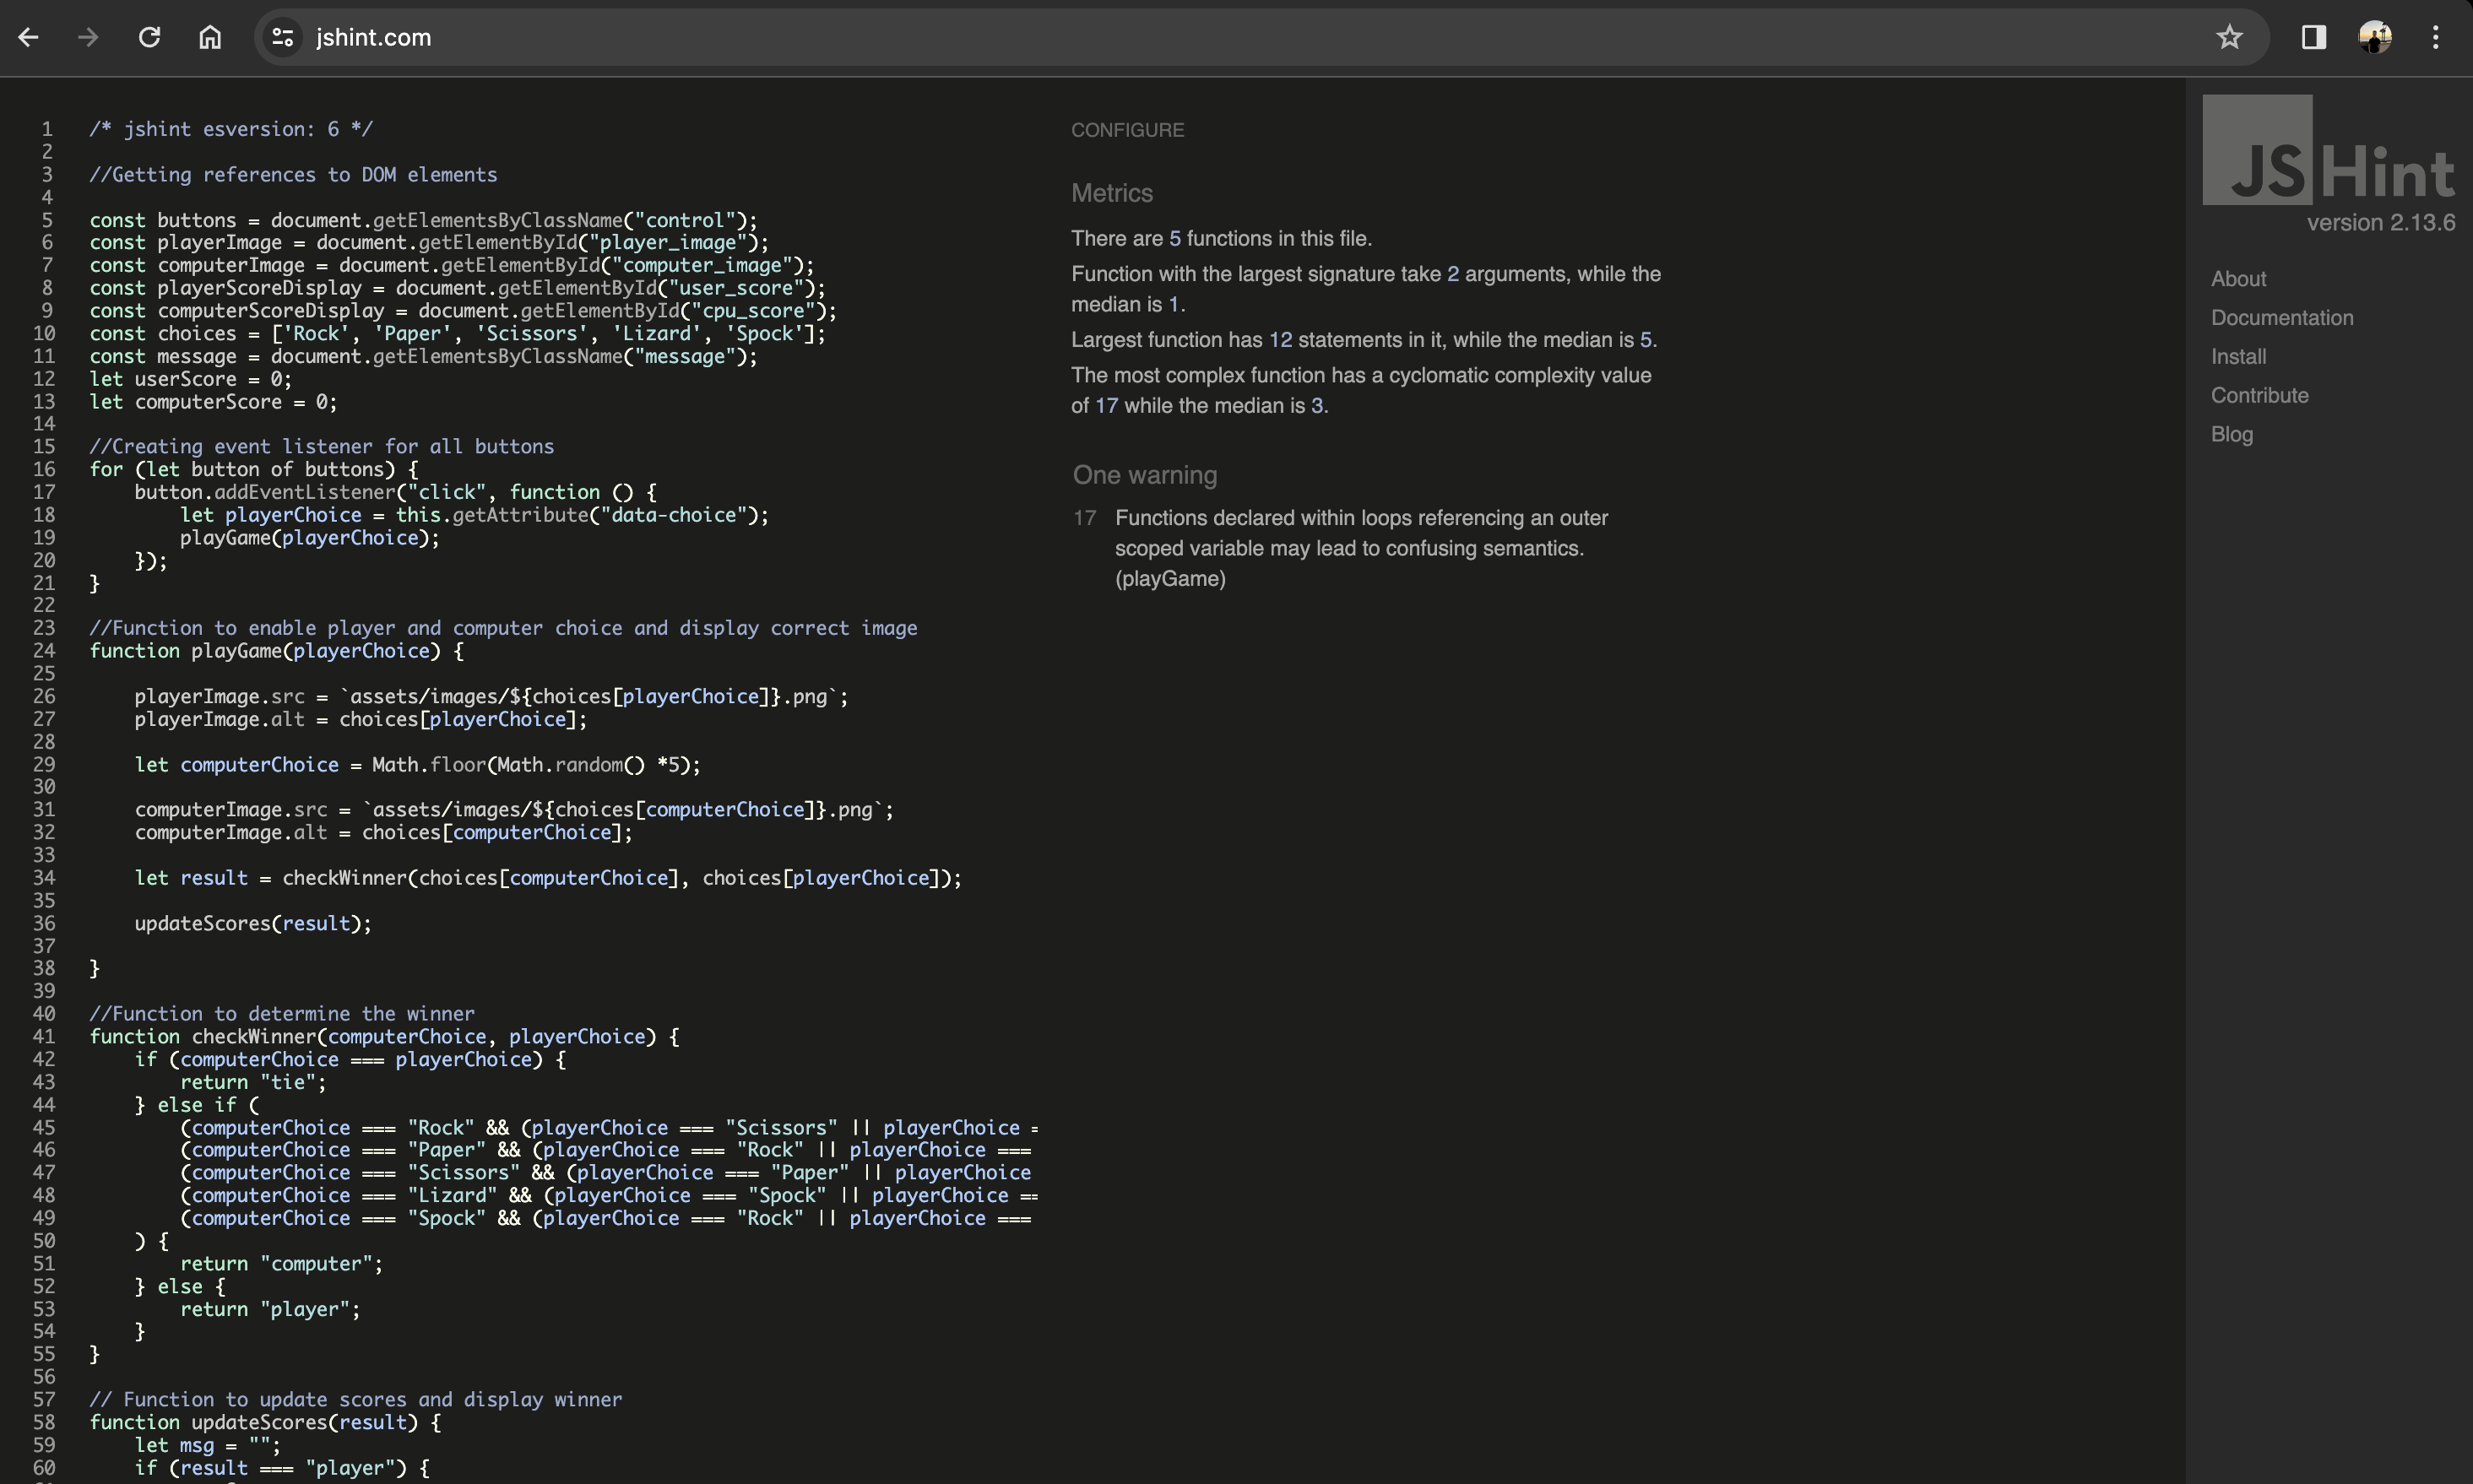 jshint.com
1 /* jshint esversion: 6 */
2
3 //Getting references to DOM elements
4
5 const buttons = document.getElementsByClassName("control");
6 const playerImage = document.getElementById("player_image");
7 const computerImage = document.getElementById("computer_image");
8 const playerScoreDisplay = document.getElementById("user_score");
9 const computerScoreDisplay = document.getElementById("cpu_score");
10 const choices = ['Rock', 'Paper', 'Scissors', 'Lizard', 'Spock'];
11 const message = document.getElementsByClassName("message");
12 let userScore = 0;
13 let computerScore = 0;
14
15 //Creating event listener for all buttons
16 for (let button of buttons) {
17     button.addEventListener("click", function () {
18         let playerChoice = this.getAttribute("data-choice");
19         playGame(playerChoice);
20     });
21 }
22
23 //Function to enable player and computer choice and display correct image
24 function playGame(playerChoice) {
25
26     playerImage.src = `assets/images/${choices[playerChoice]}.png`;
27     playerImage.alt = choices[playerChoice];
28
29     let computerChoice = Math.floor(Math.random() *5);
30
31     computerImage.src = `assets/images/${choices[computerChoice]}.png`;
32     computerImage.alt = choices[computerChoice];
33
34     let result = checkWinner(choices[computerChoice], choices[playerChoice]);
35
36     updateScores(result);
37
38 }
39
40 //Function to determine the winner
41 function checkWinner(computerChoice, playerChoice) {
42     if (computerChoice === playerChoice) {
43         return "tie";
44     } else if (
45         (computerChoice === "Rock" && (playerChoice === "Scissors" || playerChoice =
46         (computerChoice === "Paper" && (playerChoice === "Rock" || playerChoice ===
47         (computerChoice === "Scissors" && (playerChoice === "Paper" || playerChoice
48         (computerChoice === "Lizard" && (playerChoice === "Spock" || playerChoice ==
49         (computerChoice === "Spock" && (playerChoice === "Rock" || playerChoice ===
50     ) {
51         return "computer";
52     } else {
53         return "player";
54     }
55 }
56
57 // Function to update scores and display winner
58 function updateScores(result) {
59     let msg = "";
60     if (result === "player") {
CONFIGURE
Metrics
There are 5 functions in this file.
Function with the largest signature take 2 arguments, while the
median is 1.
Largest function has 12 statements in it, while the median is 5.
The most complex function has a cyclomatic complexity value
of 17 while the median is 3.
One warning
17 Functions declared within loops referencing an outer
scoped variable may lead to confusing semantics.
(playGame)
JSHint
version 2.13.6
About
Documentation
Install
Contribute
Blog